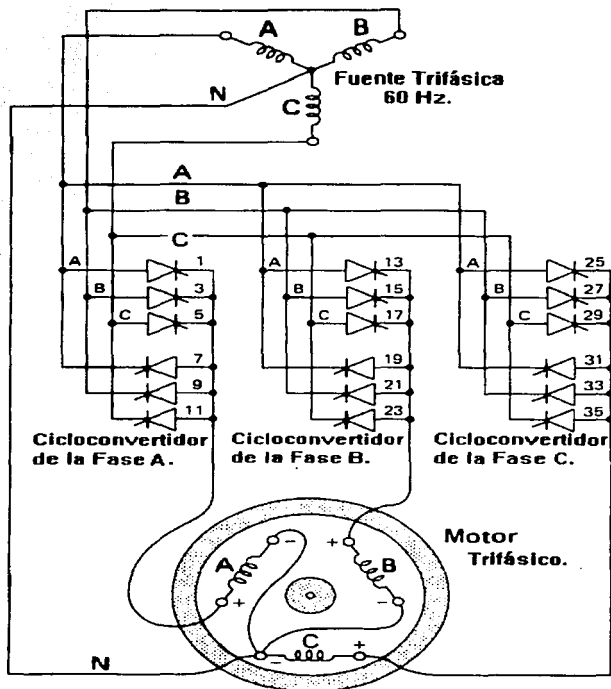 A
B
Fuente Trifásica
60 Hz.
N
C
A
B
C
A 1
B 3
C 5
7
9
11
A 13
B 15
C 17
19
21
23
A 25
B 27
C 29
31
33
35
Cicloconvertidor
de la Fase A.
Cicloconvertidor
de la Fase B.
Cicloconvertidor
de la Fase C.
Motor
Trifásico.
A
-
+
+
B
-
C
-
+
N